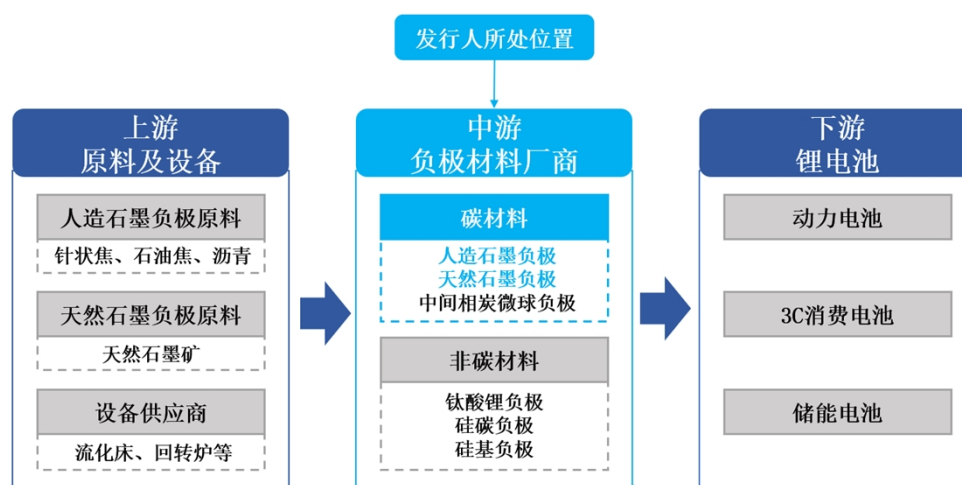 发行人所处位置
上游
原料及设备
人造石墨负极原料
针状焦、石油焦、沥青
天然石墨负极原料
天然石墨矿
设备供应商
流化床、回转炉等
中游
负极材料厂商
碳材料
人造石墨负极
天然石墨负极
中间相炭微球负极
非碳材料
钛酸锂负极
硅碳负极
硅基负极
下游
锂电池
动力电池
3C消费电池
储能电池